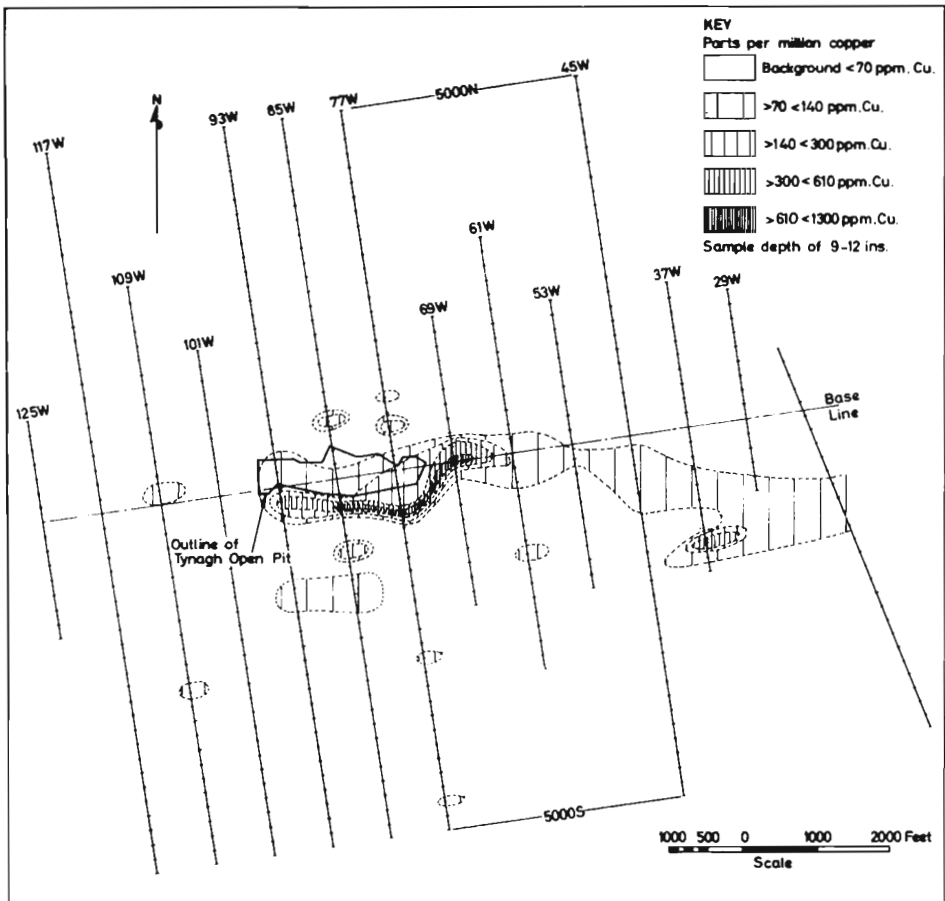 KEY
Parts per million copper
Background <70 ppm. Cu.
>70 <140 ppm.Cu.
>140 <300 ppm.Cu.
>300 <610 ppm.Cu.
>610 <1300 ppm.Cu.
Sample depth of 9-12 ins.
N
117W
93W
85W
77W
5000N
45W
109W
101W
125W
61W
69W
53W
37W
29W
Base
Line
Outline of
Tynagh Open Pit
5000S
1000 500 0 1000 2000 Feet
Scale